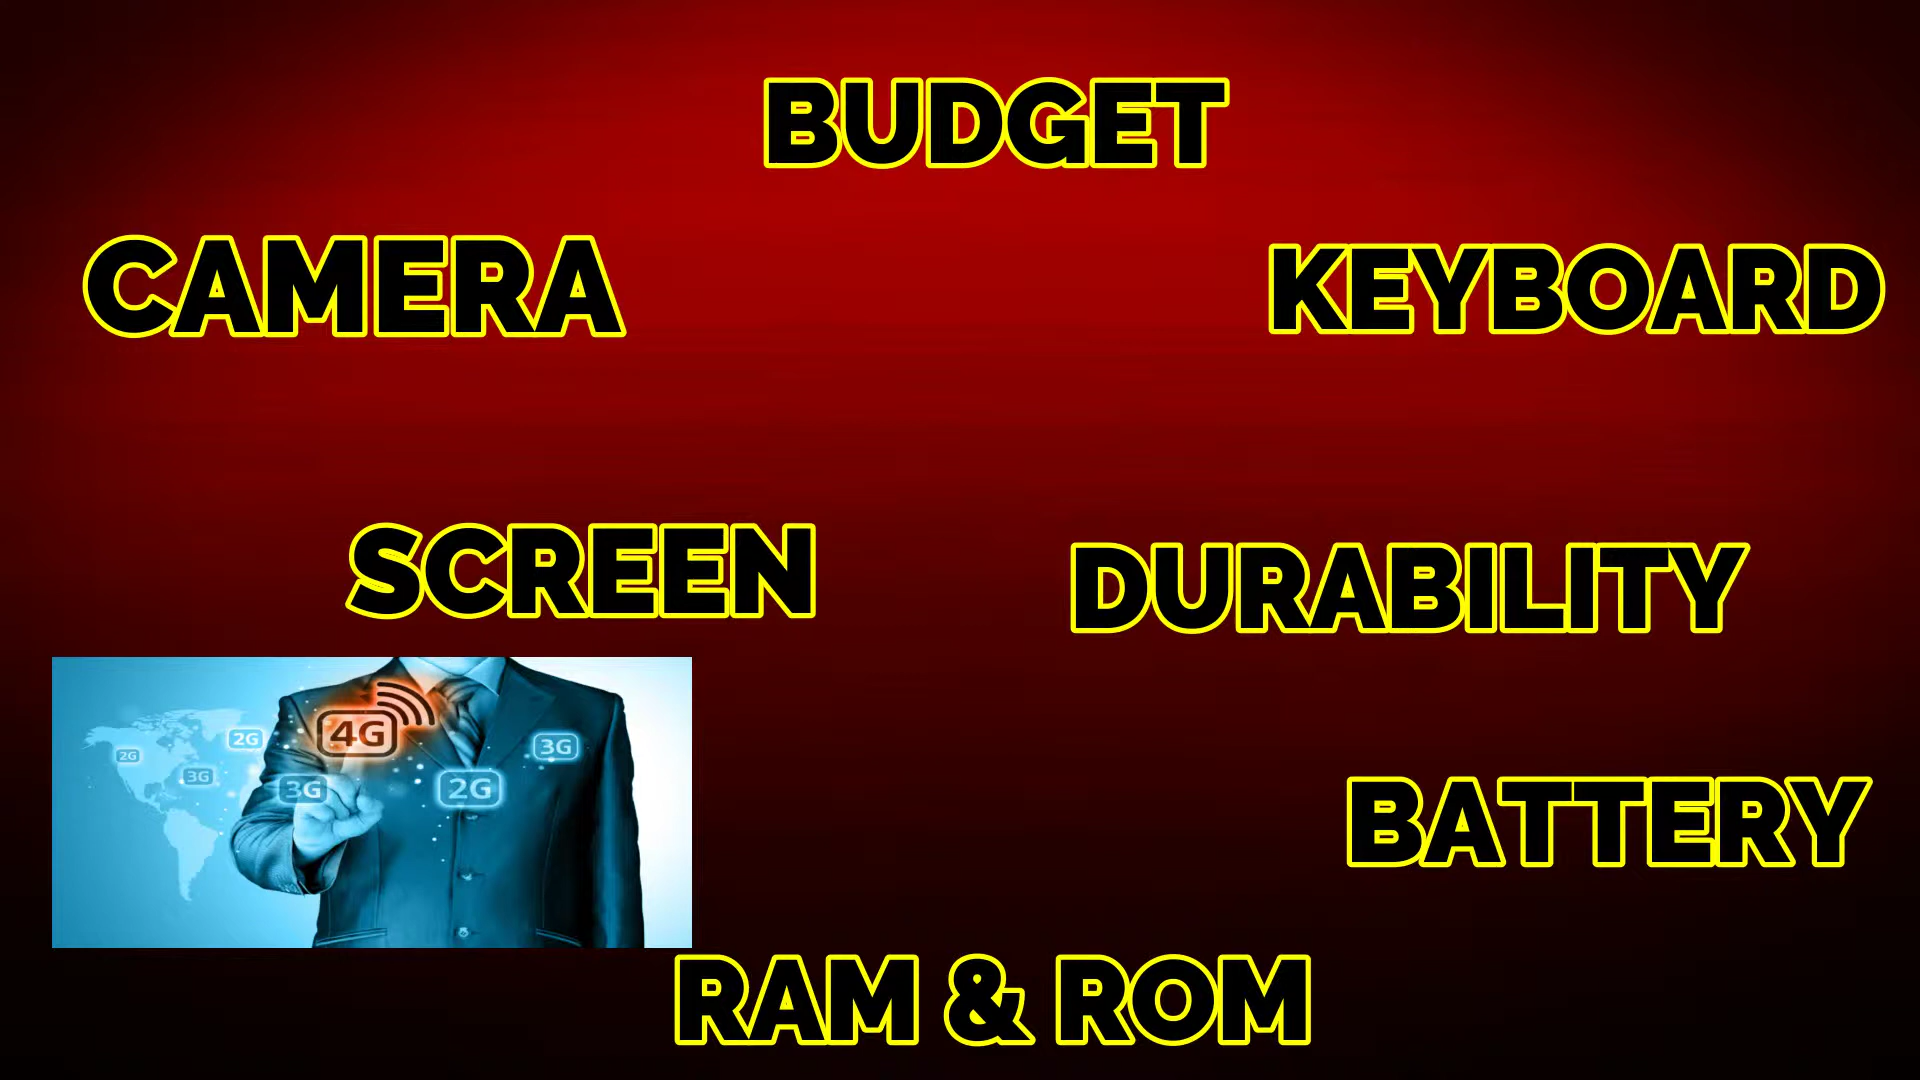 BUDGET
CAMERA
KEYBOARD
SCREEN
DURABILITY
4G
2G
3G
2G
3G
3G
2G
BATTERY
RAM & ROM